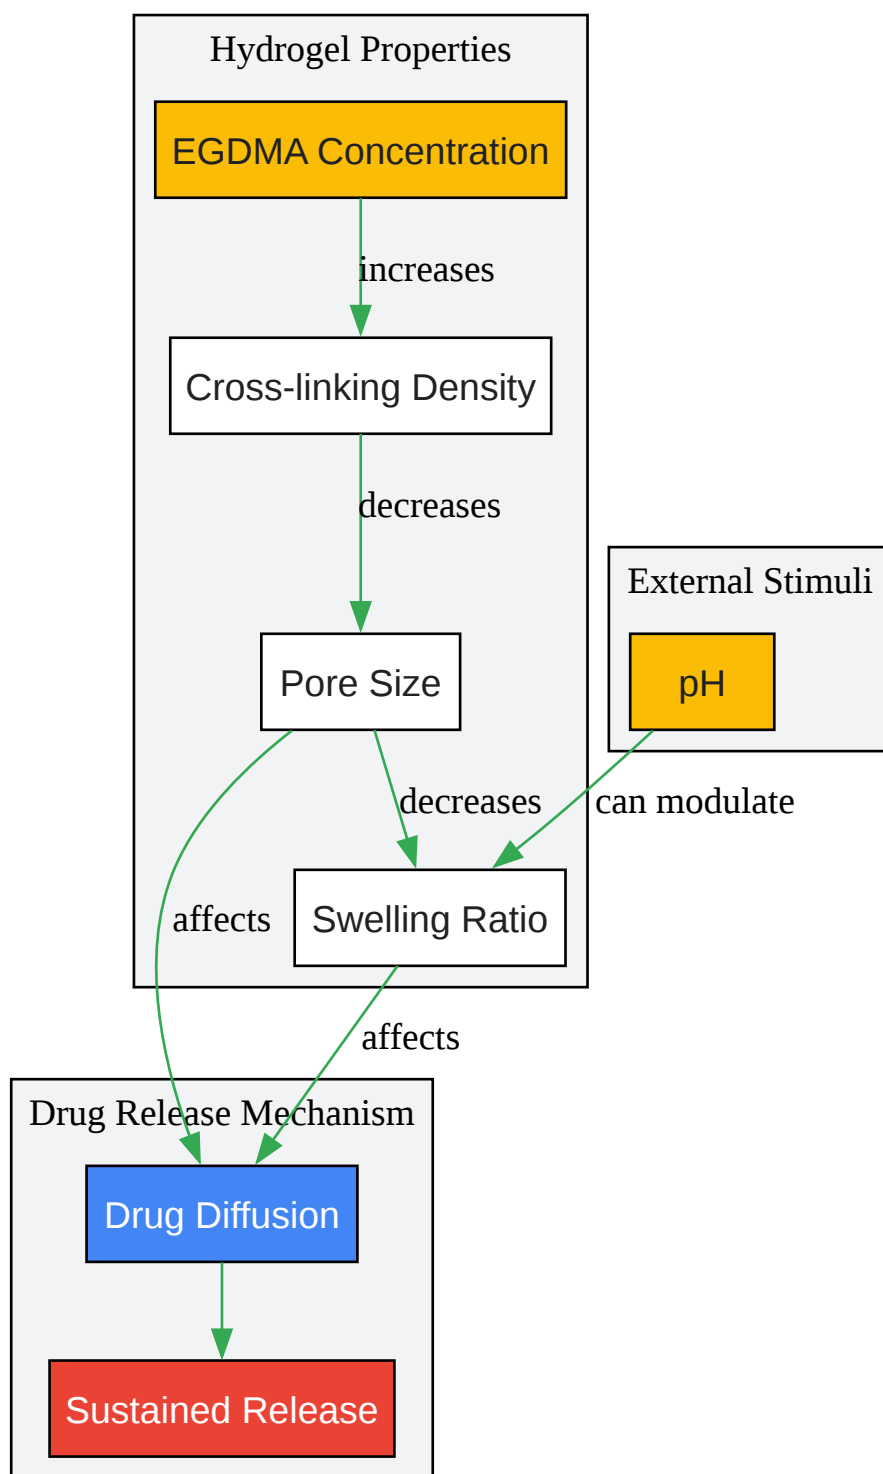 Hydrogel Properties
EGDMA Concentration
increases
Cross-linking Density
decreases
External Stimuli
Pore Size
pH
decreases
can modulate
affects
Swelling Ratio
affects
Drug Release Mechanism
Drug Diffusion
Sustained Release